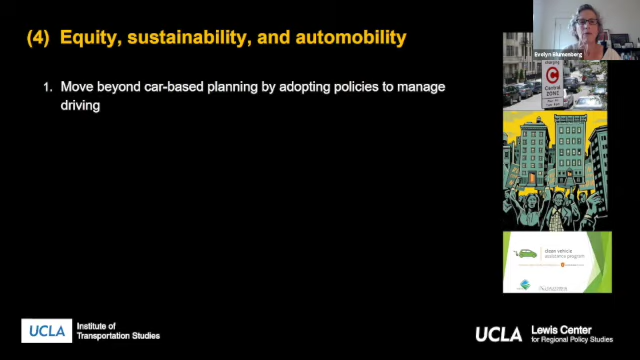 (4) Equity, sustainability, and automobility
Evelyn Blumenberg
1. Move beyond car-based planning by adopting policies to manage
driving
C
Central
ZONE
clean vehicle
assistance program
UCLA
Institute of
Transportation Studies
UCLA
Lewis Center
for Regional Policy Studies